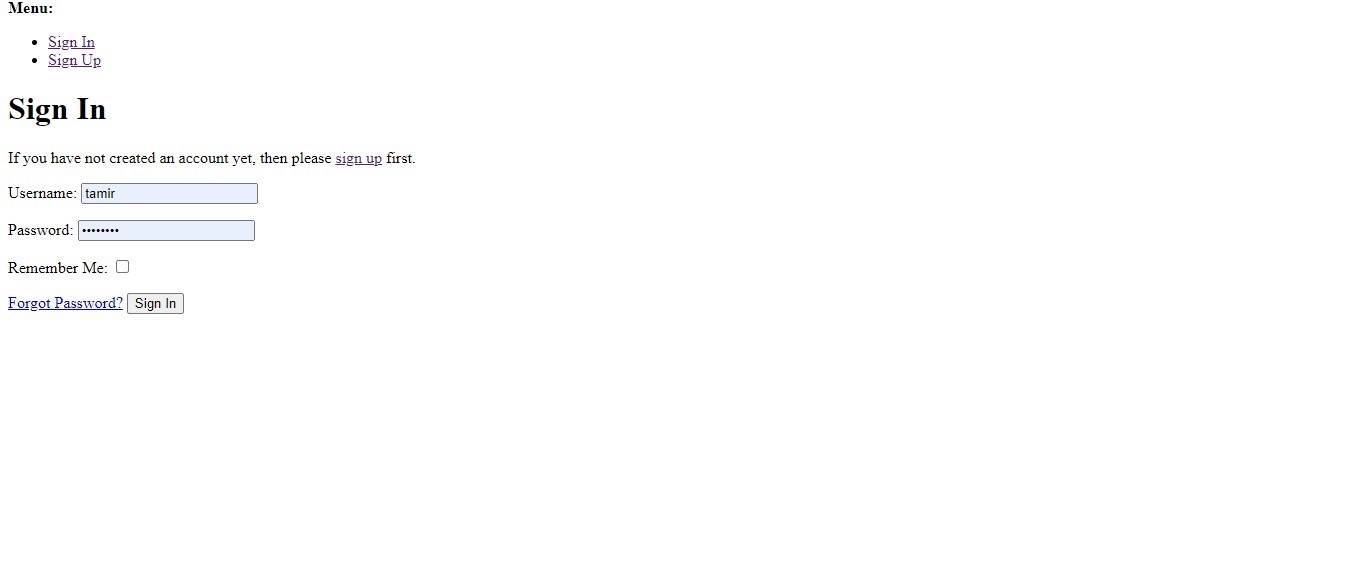 Menu:
Sign In
Sign Up
Sign In
If you have not created an account yet, then please sign up first.
Username: tamir
Password: ••••••••
Remember Me:
Forgot Password? Sign In